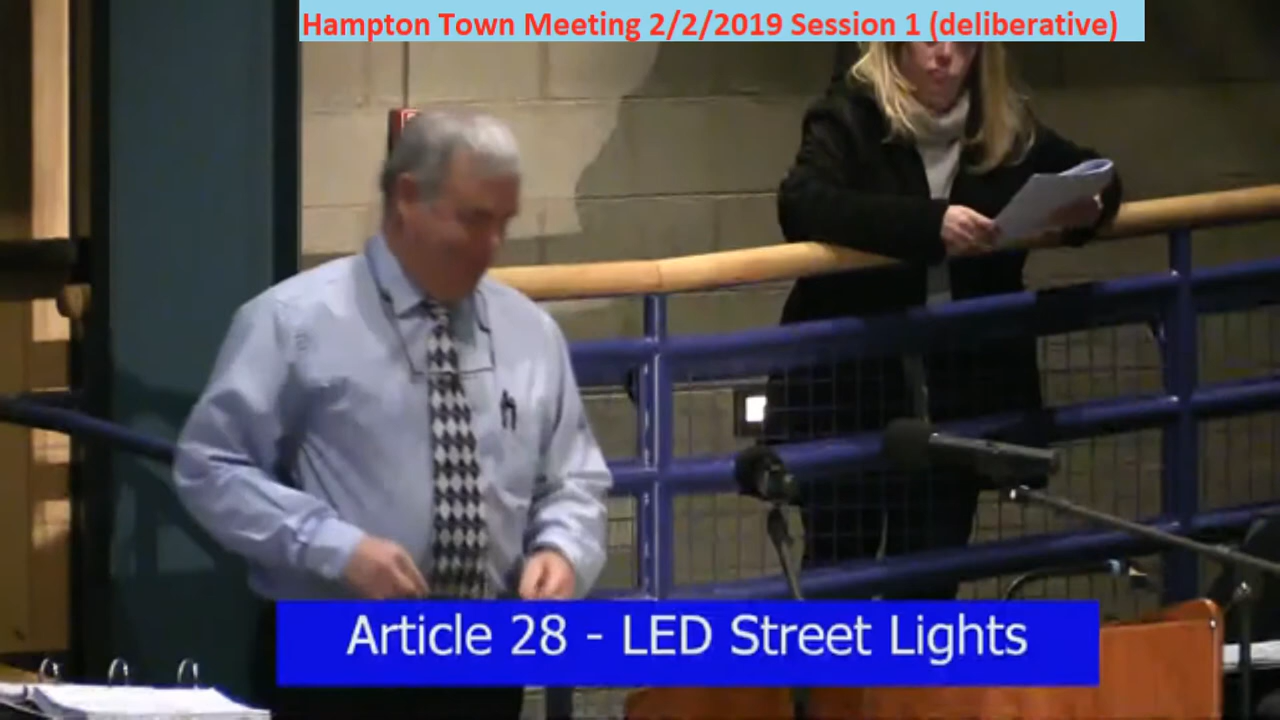 Hampton Town Meeting 2/2/2019 Session 1 (deliberative)
Article 28 - LED Street Lights